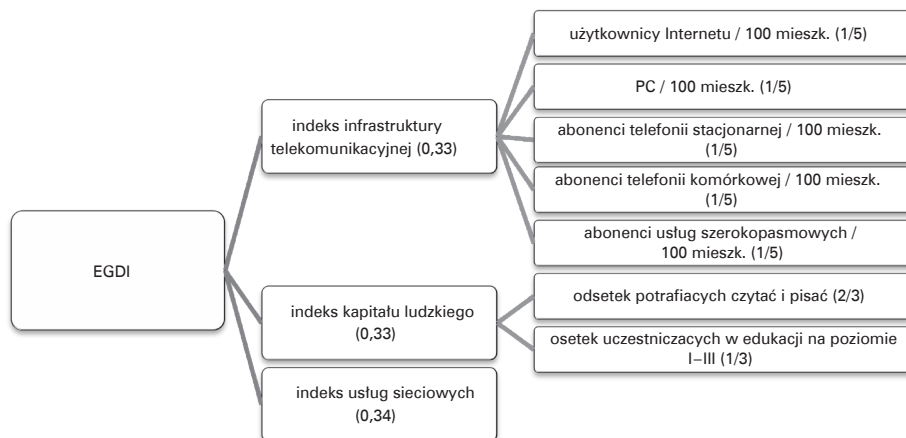 EGDI
indeks infrastruktury
telekomunikacyjnej (0,33)
użytkownicy Internetu / 100 mieszk. (1/5)
PC / 100 mieszk. (1/5)
abonenci telefonii stacjonarnej / 100 mieszk.
(1/5)
abonenci telefonii komórkowej / 100 mieszk.
(1/5)
abonenci usług szerokopasmowych /
100 mieszk. (1/5)
indeks kapitału ludzkiego
(0,33)
odsetek potrafiacych czytać i pisać (2/3)
osetek uczestniczacych w edukacji na poziomie
I–III (1/3)
indeks usług sieciowych
(0,34)